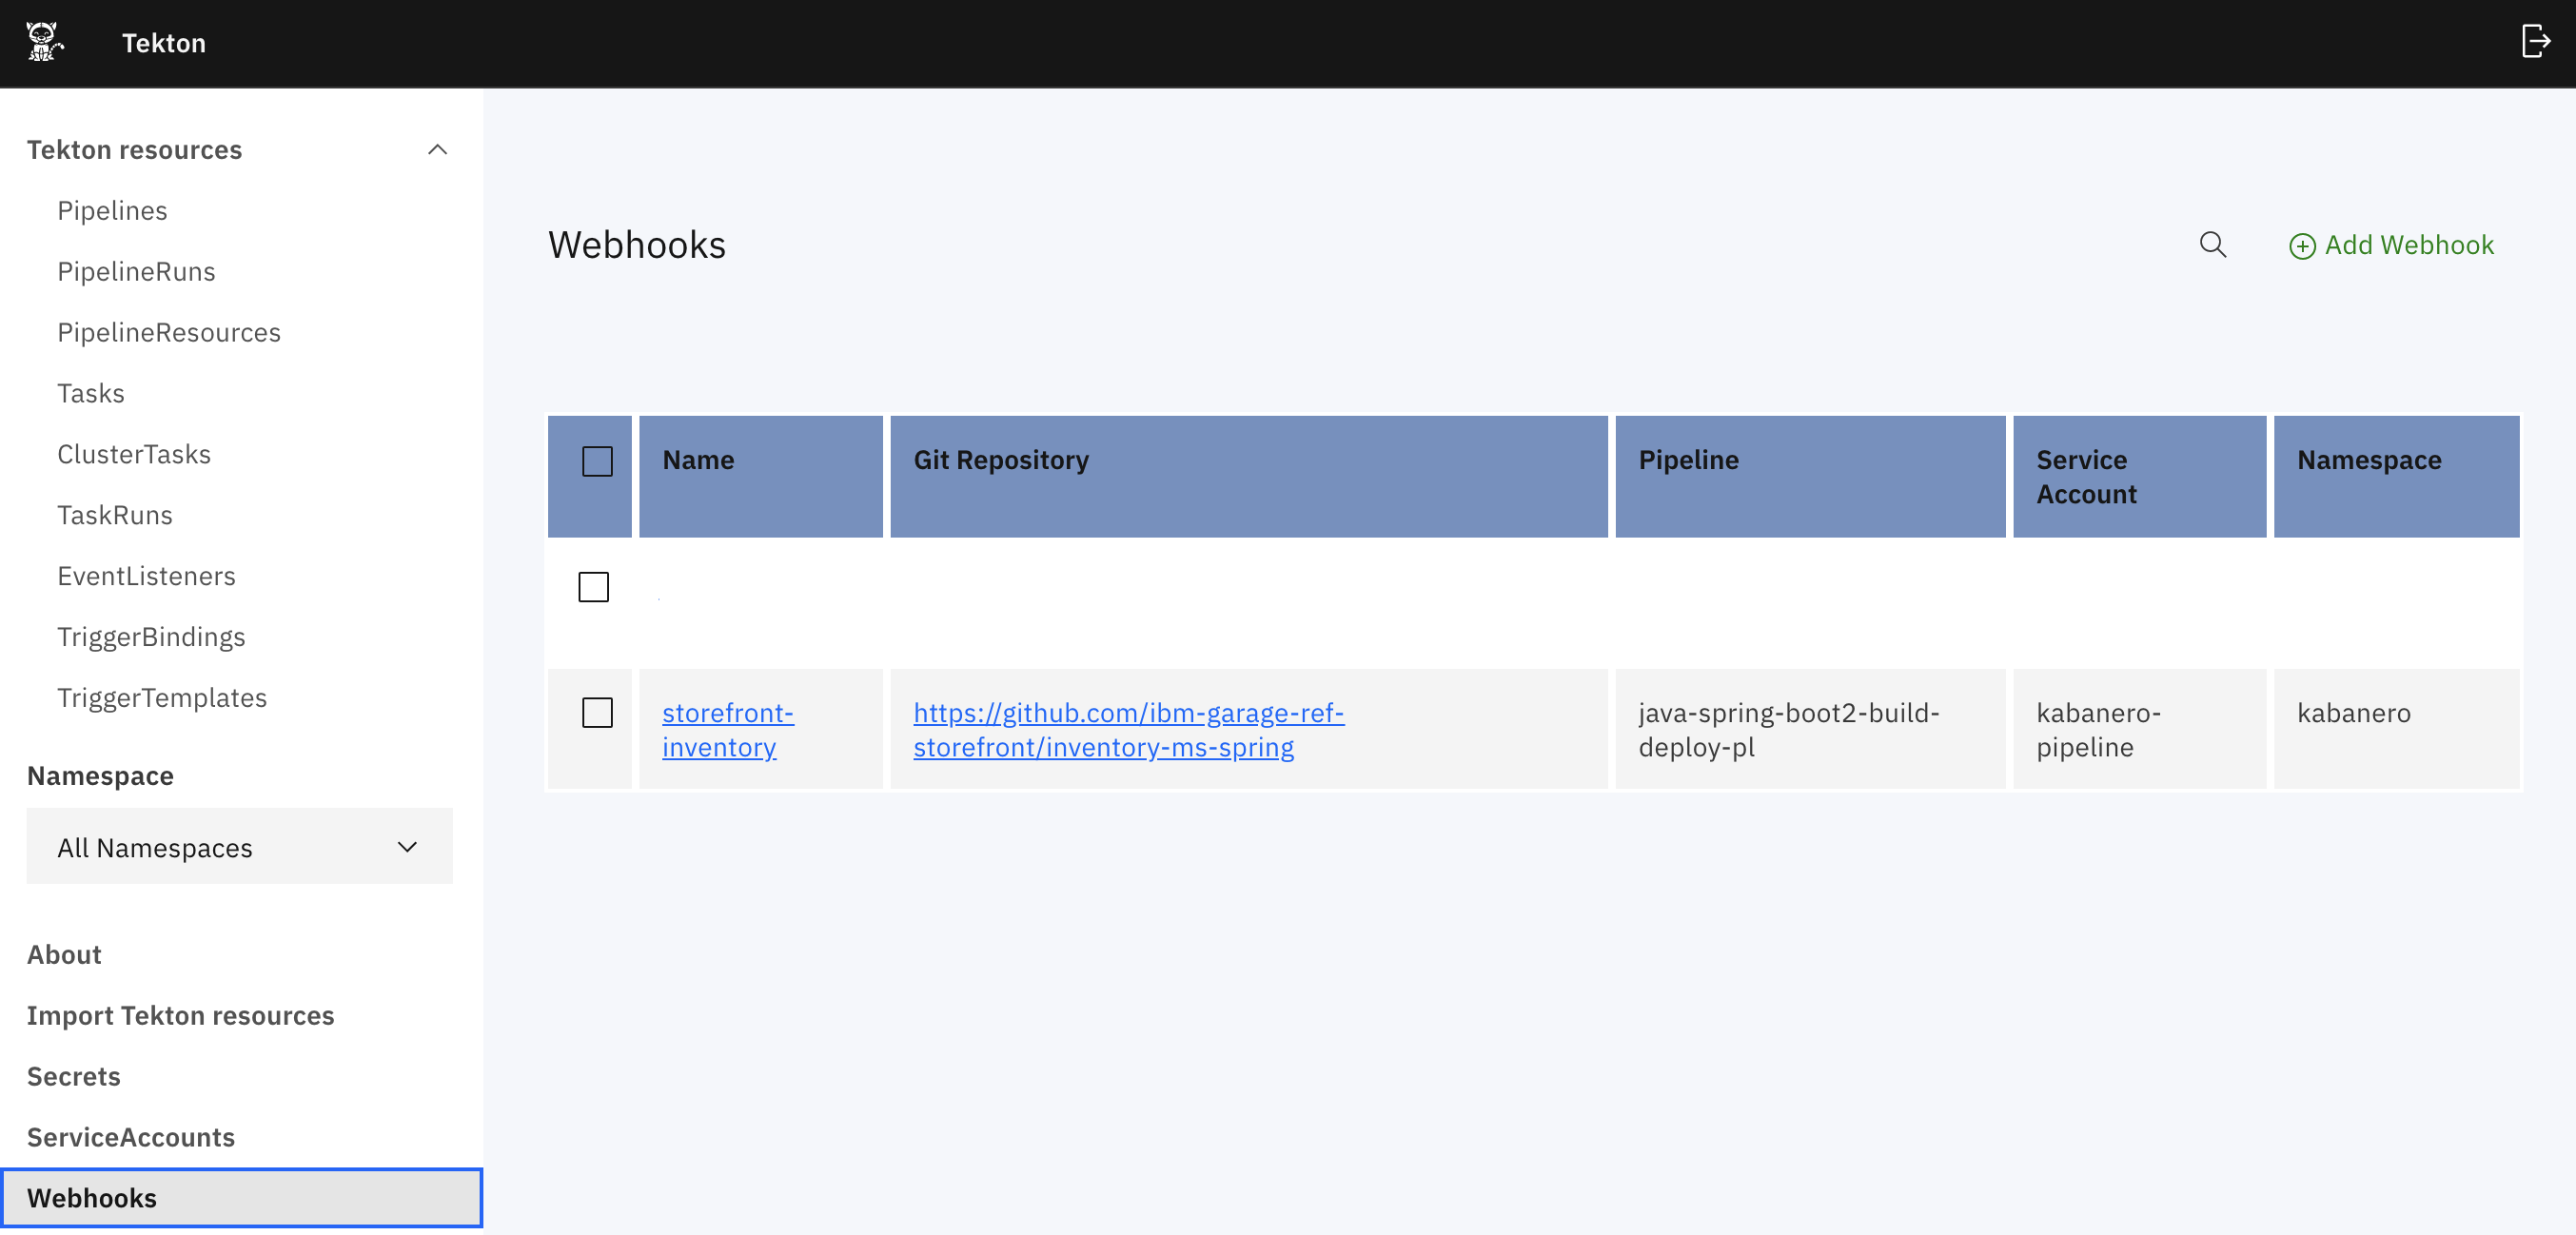 Tekton
Tekton resources
Pipelines
PipelineRuns
PipelineResources
Tasks
ClusterTasks
TaskRuns
EventListeners
TriggerBindings
TriggerTemplates
Namespace
All Namespaces
About
Import Tekton resources
Secrets
ServiceAccounts
Webhooks
Webhooks
Add Webhook
Name
Git Repository
Pipeline
Service
Account
Namespace
storefront-
inventory
https://github.com/ibm-garage-ref-
storefront/inventory-ms-spring
java-spring-boot2-build-
deploy-pl
kabanero-
pipeline
kabanero